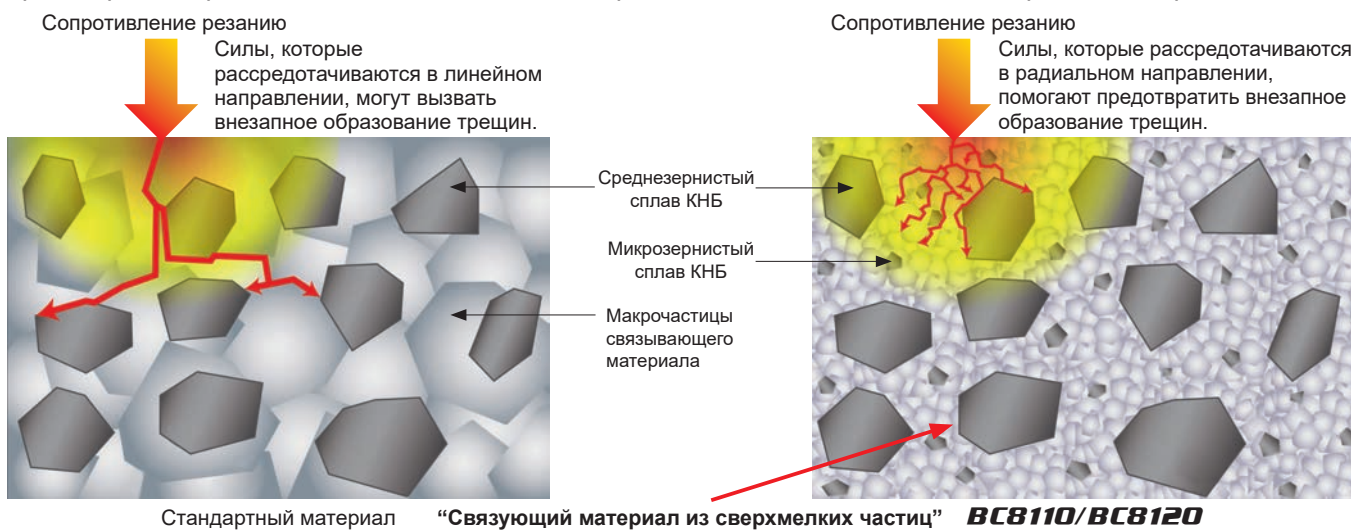 Сопротивление резанию
Силы, которые
рассредотачиваются в линейном
направлении, могут вызвать
внезапное образование трещин.
Сопротивление резанию
Силы, которые рассредотачиваются
в радиальном направлении,
помогают предотвратить внезапное
образование трещин.
Среднезернистый
сплав КНБ
Микрозернистый
сплав КНБ
Макрочастицы
связывающего
материала
Стандартный материал
“Связующий материал из сверхмелких частиц”
BC8110/BC8120